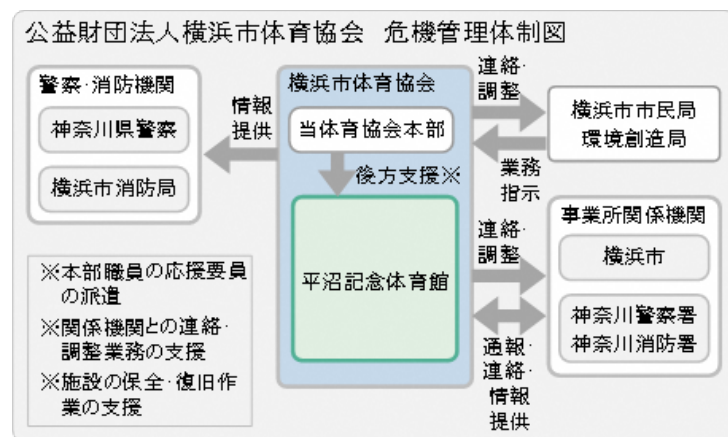 公益財団法人横浜市体育協会　危機管理体制図
警察・消防機関
神奈川県警察
横浜市消防局
情報
提供
横浜市体育協会
当体育協会本部
後方支援※
平沼記念体育館
連絡・
調整
業務
指示
横浜市市民局
環境創造局
連絡・
調整
通報・
連絡・
情報
提供
事業所関係機関
横浜市
神奈川警察署
神奈川消防署
※本部職員の応援要員
の派遣
※関係機関との連絡・
調整業務の支援
※施設の保全・復旧作
業の支援